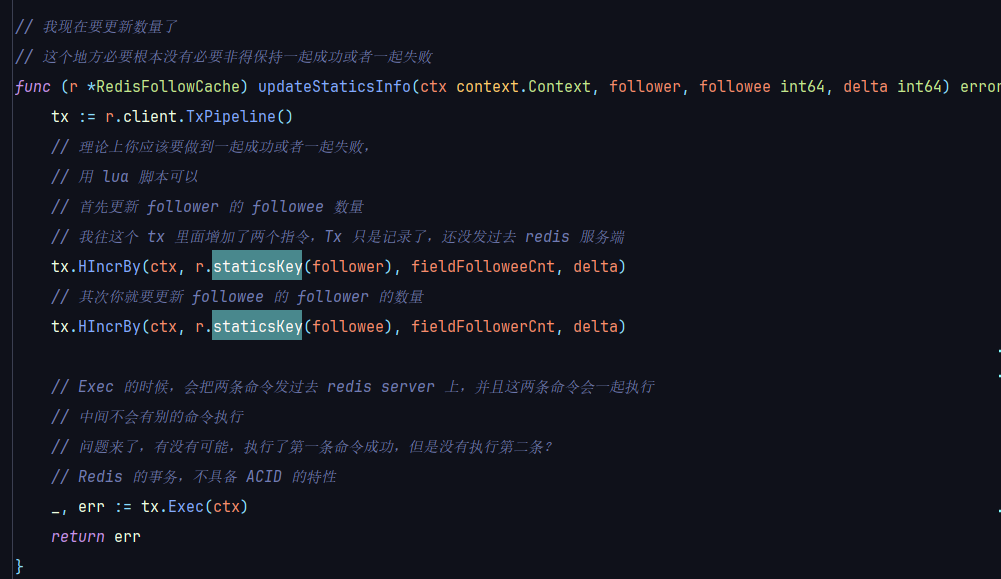 // 我现在要更新数量了
// 这个地方必要根本没有必要非得保持一起成功或者一起失败
func (r *RedisFollowCache) updateStaticsInfo(ctx context.Context, follower, followee int64, delta int64) error
tx := r.client.TxPipeline()
// 理论上你应该要做到一起成功或者一起失败,
// 用 lua 脚本可以
// 首先更新 follower 的 followee 数量
// 我往这个 tx 里面增加了两个指令, Tx 只是记录了, 还没发过去 redis 服务端
tx.HIncrBy(ctx, r.staticsKey(follower), fieldFolloweeCnt, delta)
// 其次你就要更新 followee 的 follower 的数量
tx.HIncrBy(ctx, r.staticsKey(followee), fieldFollowerCnt, delta)
// Exec 的时候, 会把两条命令发过去 redis server 上, 并且这两条命令会一起执行
// 中间不会有别的命令执行
// 问题来了, 有没有可能, 执行了第一条命令成功, 但是没有执行第二条?
// Redis 的事务, 不具备 ACID 的特性
_, err := tx.Exec(ctx)
return err
}